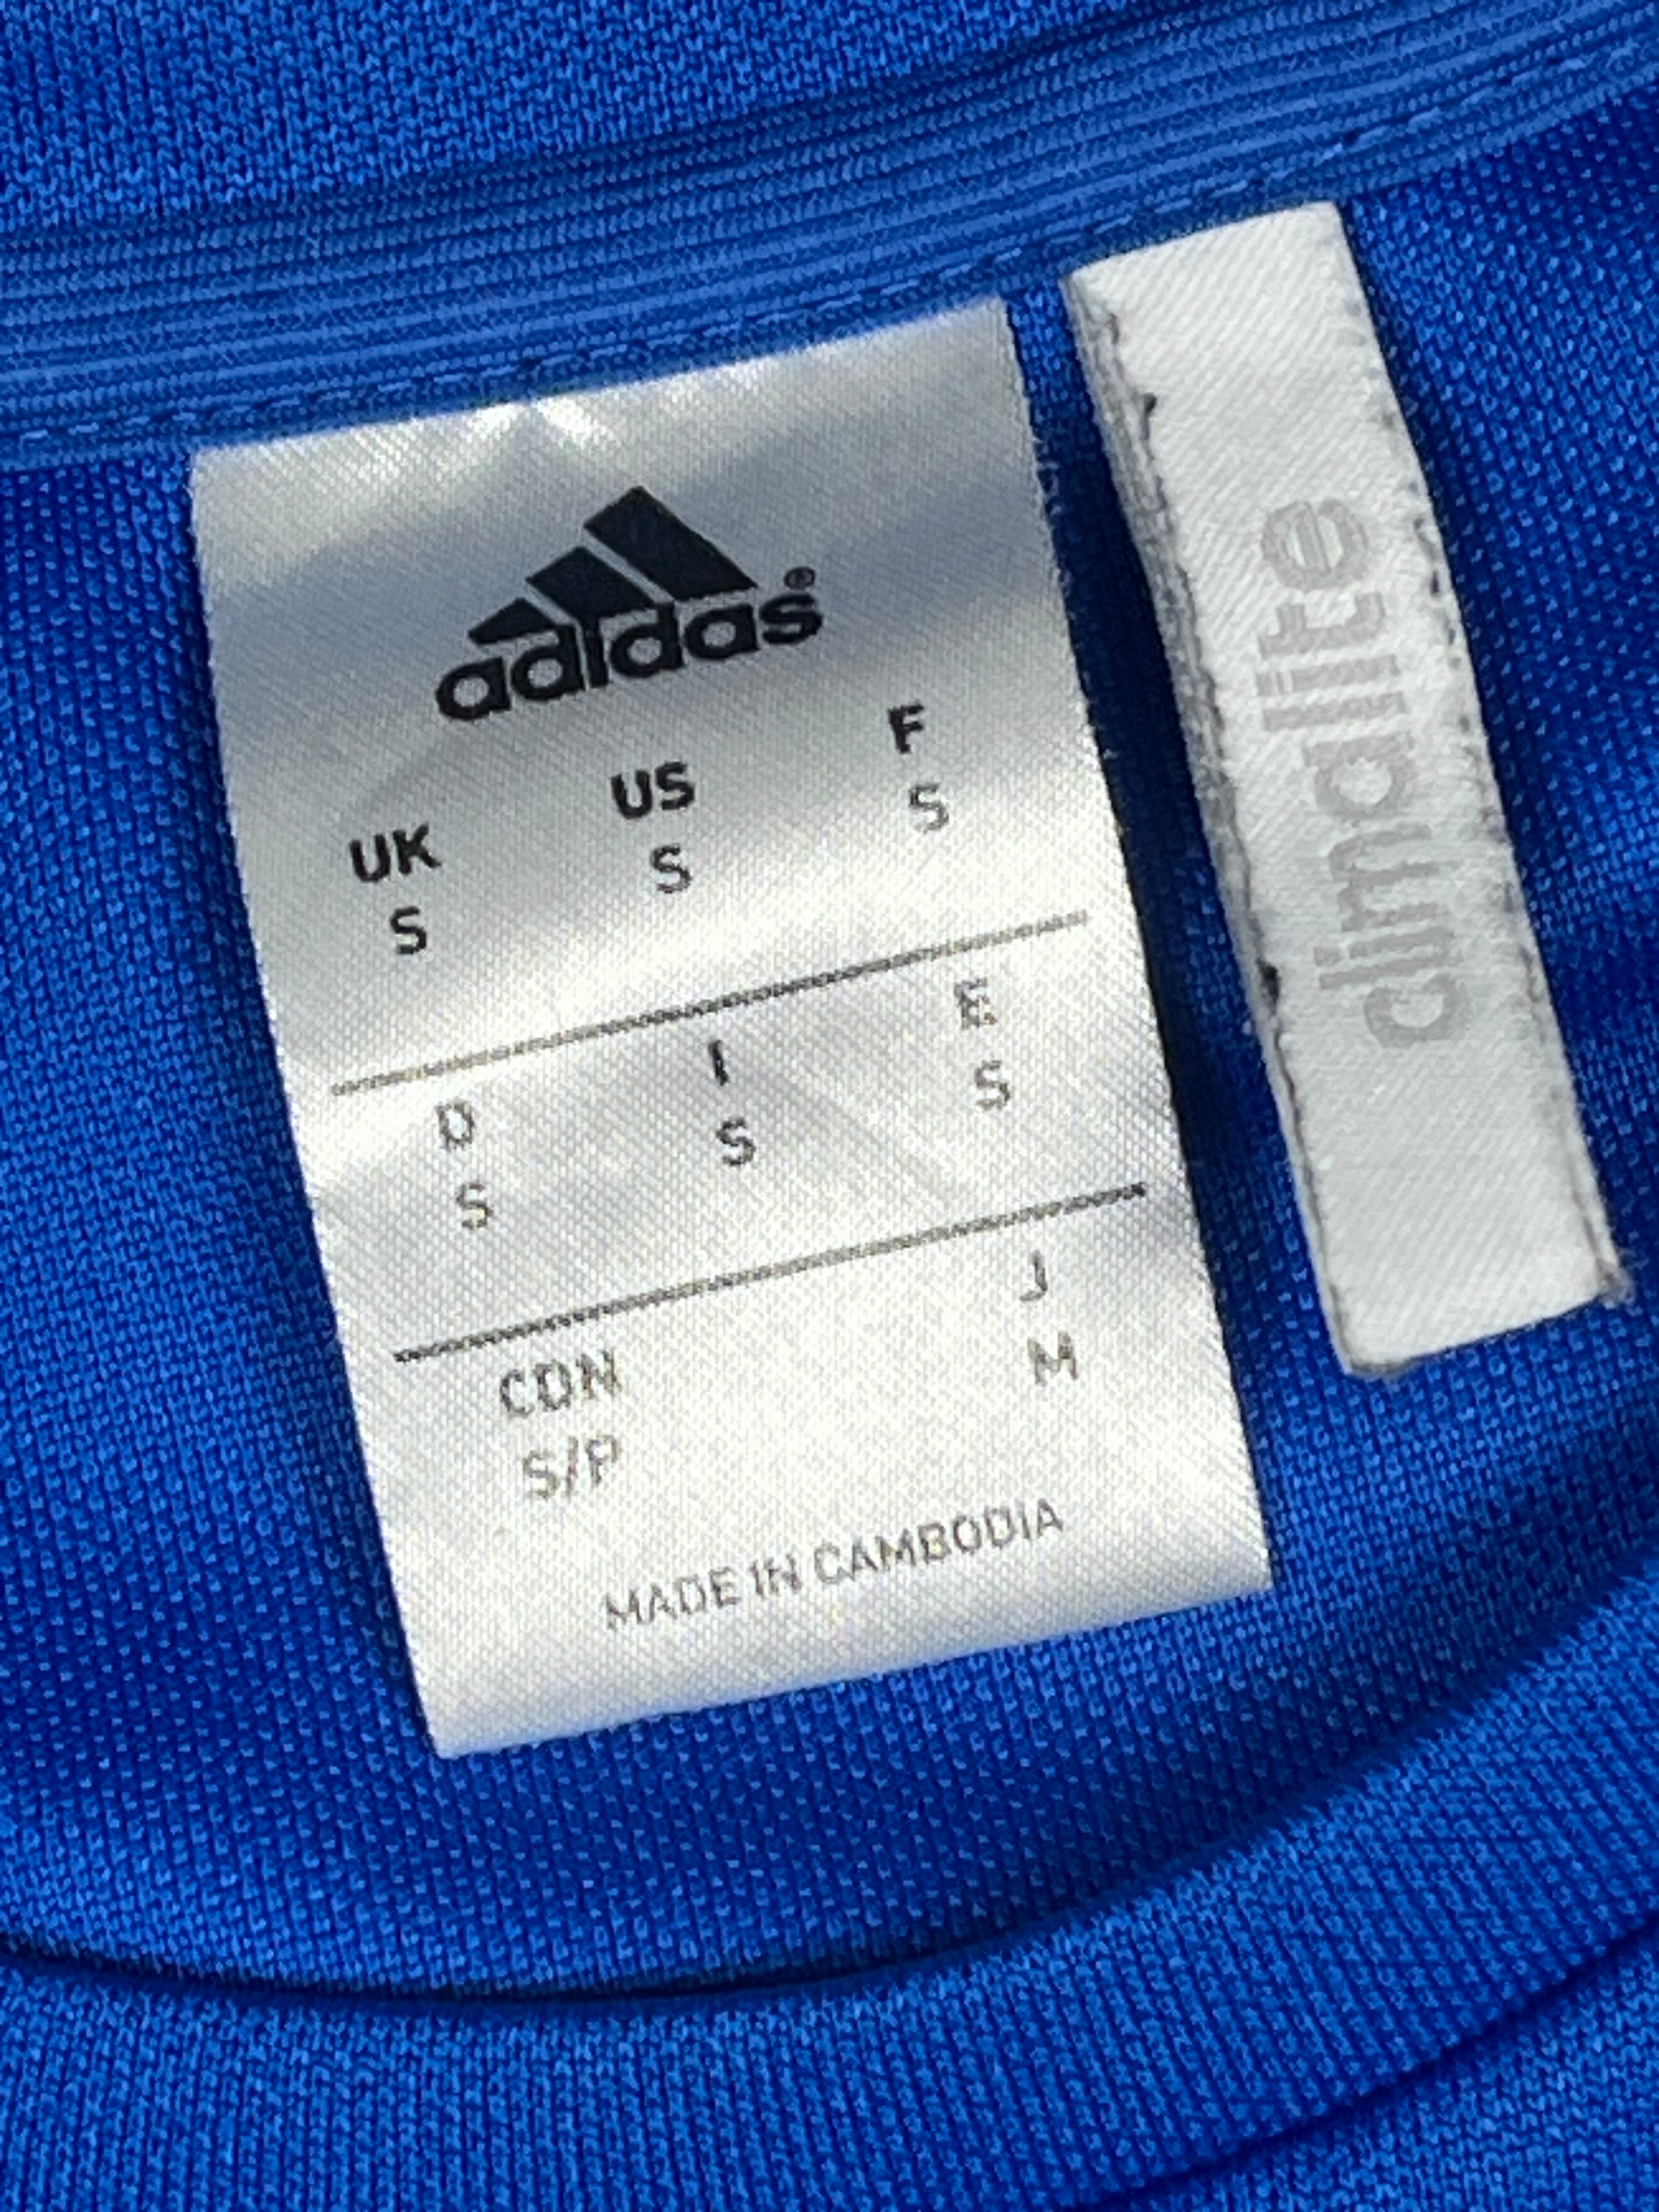 adidas®
UK US F
S S S
D I E
S S S
CDN J
S/P M
MADE IN CAMBODIA
climalite